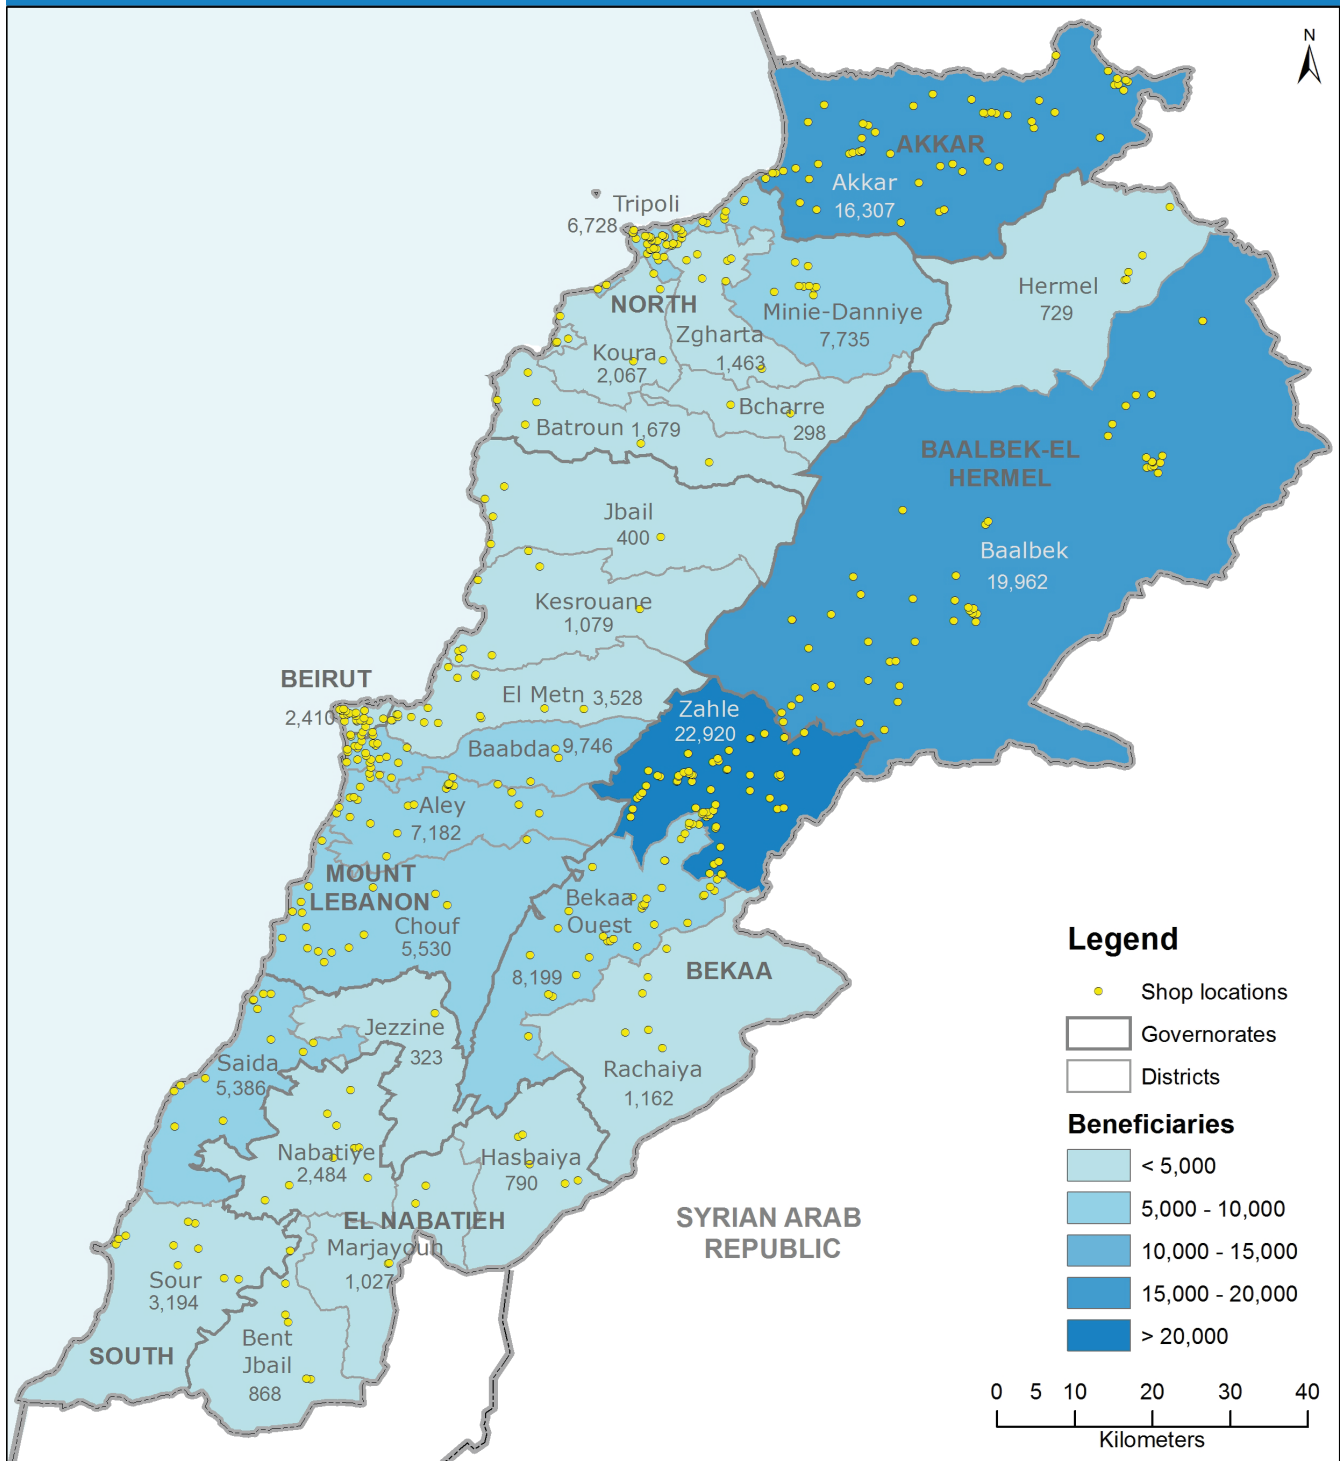 N
AKKAR
Akkar
16,307
Tripoli
6,728
Hermel
729
NORTH
Minie-Danniye
7,735
Zgharta
1,463
Koura
2,067
Bcharre
298
Batroun 1,679
BAALBEK-EL
HERMEL
Jbail
400
Baalbek
19,962
Kesrouane
1,079
BEIRUT
2,410
El Metn 3,528
Zahle
22,920
Baabda 9,746
Aley
7,182
MOUNT
LEBANON
Chouf
5,530
Bekaa
Ouest
8,199
BEKAA
Jezzine
323
Saida
5,386
Rachaiya
1,162
Nabatiye
2,484
Hasbaiya
790
EL NABATIEH
Marjayoun
1,027
SYRIAN ARAB
REPUBLIC
Sour
3,194
Bent
Jbail
868
SOUTH
Legend
Shop locations
Governorates
Districts
Beneficiaries
< 5,000
5,000 - 10,000
10,000 - 15,000
15,000 - 20,000
> 20,000
0 5 10 20 30 40
Kilometers